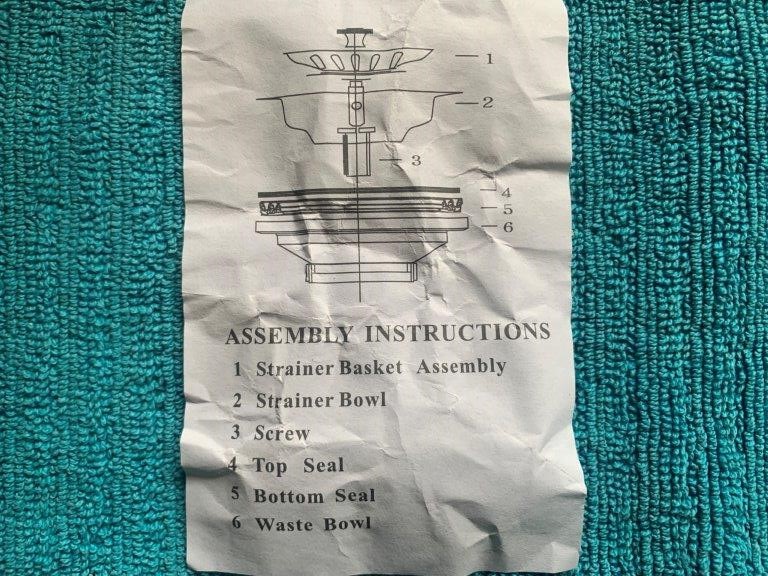 1
2
3
4
5
6
ASSEMBLY INSTRUCTIONS
1 Strainer Basket Assembly
2 Strainer Bowl
3 Screw
4 Top Seal
5 Bottom Seal
6 Waste Bowl